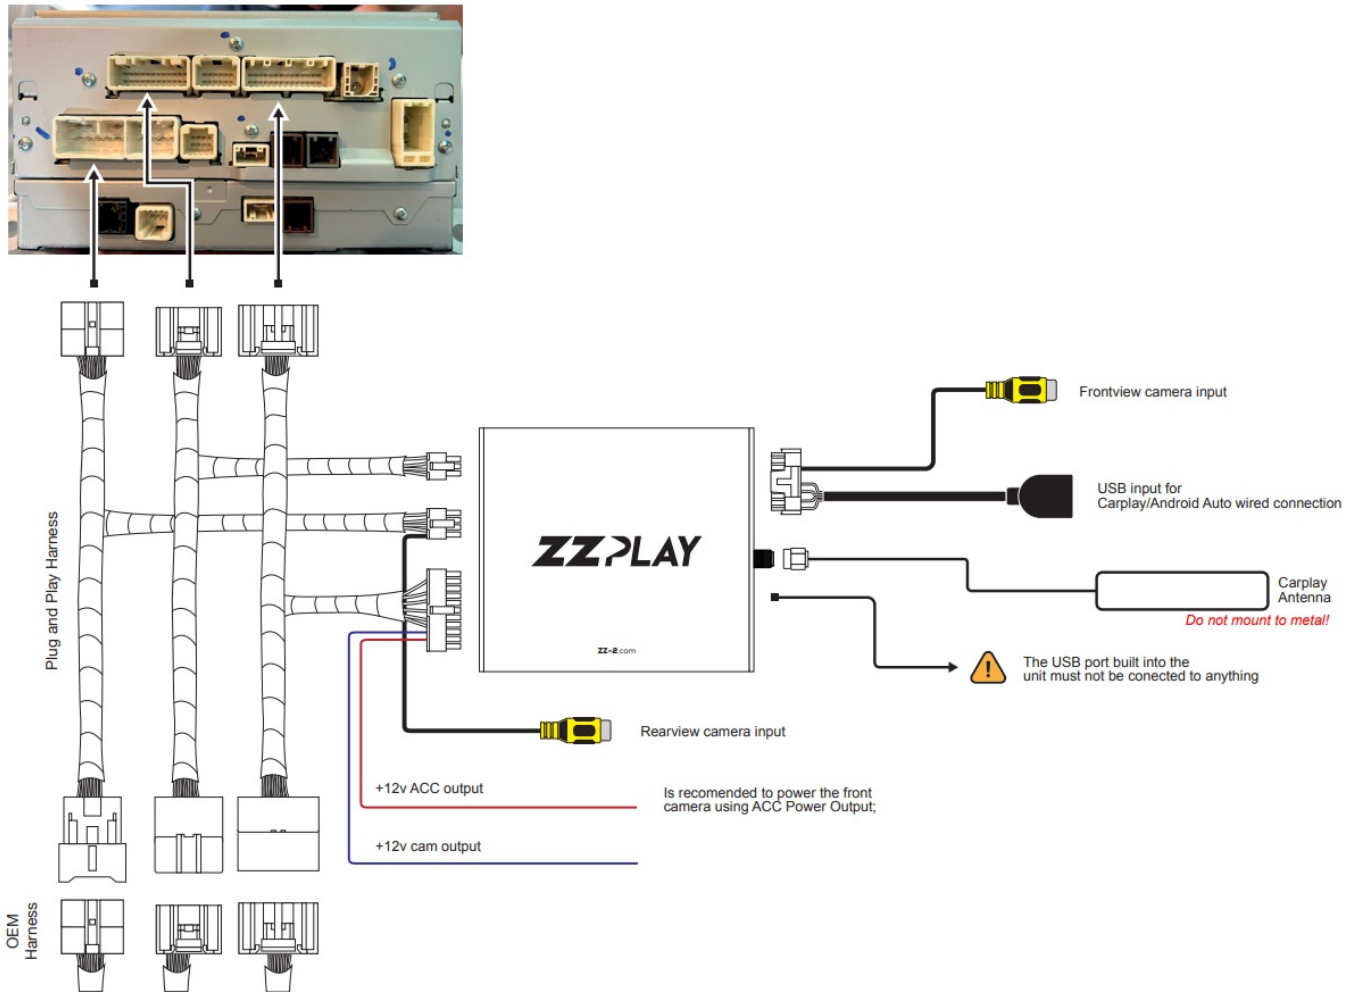 Frontview camera input
USB input for
Carplay/Android Auto wired connection
Plug and Play Harness
ZZPLAY
Carplay
Antenna
Do not mount to metal!
ZZ-2.com
The USB port built into the
unit must not be conected to anything
Rearview camera input
+12v ACC output
Is recomended to power the front
camera using ACC Power Output;
+12v cam output
OEM
Harness